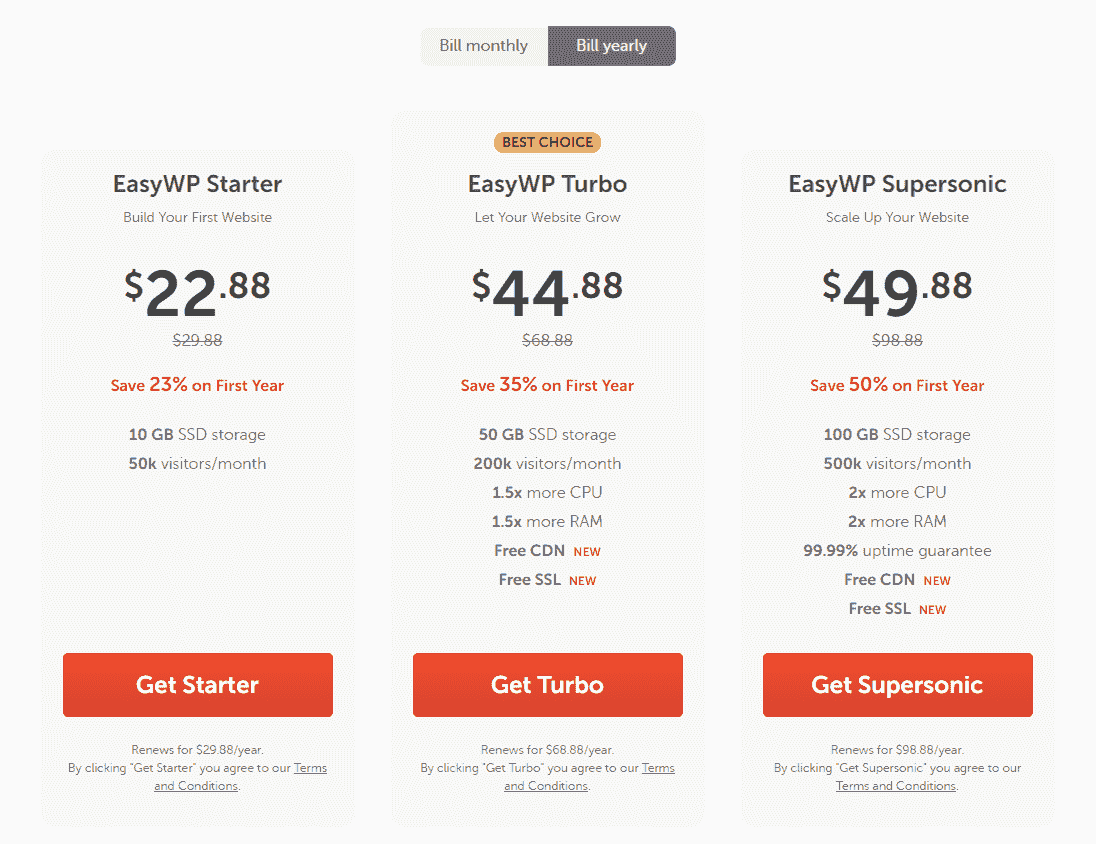 Bill monthly
Bill yearly
EasyWP Starter
Build Your First Website
$22.88
$29.88
Save 23% on First Year
10 GB SSD storage
50k visitors/month
Get Starter
Renews for $29.88/year.
By clicking "Get Starter" you agree to our Terms
and Conditions.
BEST CHOICE
EasyWP Turbo
Let Your Website Grow
$44.88
$68.88
Save 35% on First Year
50 GB SSD storage
200k visitors/month
1.5x more CPU
1.5x more RAM
Free CDN NEW
Free SSL NEW
Get Turbo
Renews for $68.88/year.
By clicking "Get Turbo" you agree to our Terms
and Conditions.
EasyWP Supersonic
Scale Up Your Website
$49.88
$98.88
Save 50% on First Year
100 GB SSD storage
500k visitors/month
2x more CPU
2x more RAM
99.99% uptime guarantee
Free CDN NEW
Free SSL NEW
Get Supersonic
Renews for $98.88/year.
By clicking "Get Supersonic" you agree to our
Terms and Conditions.